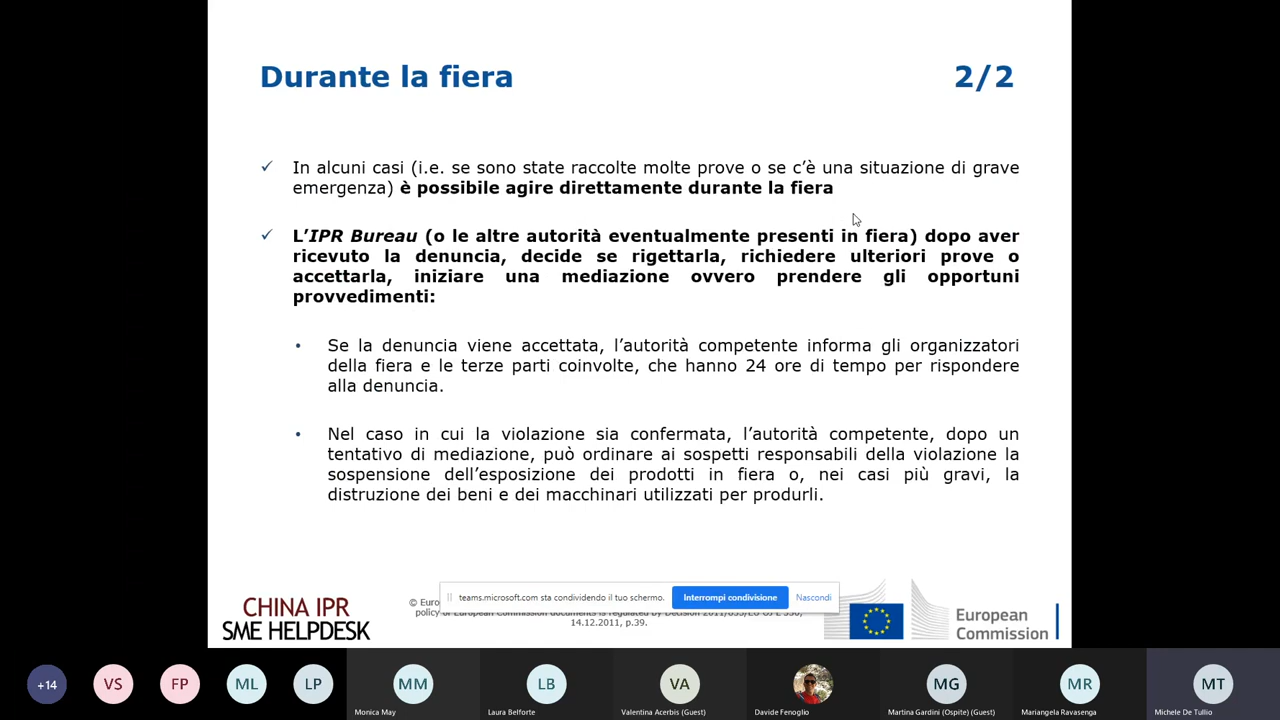 Durante la fiera 2/2
✓ In alcuni casi (i.e. se sono state raccolte molte prove o se c’è una situazione di grave
emergenza) è possibile agire direttamente durante la fiera
✓ L’IPR Bureau (o le altre autorità eventualmente presenti in fiera) dopo aver
ricevuto la denuncia, decide se rigettarla, richiedere ulteriori prove o
accettarla, iniziare una mediazione ovvero prendere gli opportuni
provvedimenti:
• Se la denuncia viene accettata, l’autorità competente informa gli organizzatori
della fiera e le terze parti coinvolte, che hanno 24 ore di tempo per rispondere
alla denuncia.
• Nel caso in cui la violazione sia confermata, l’autorità competente, dopo un
tentativo di mediazione, può ordinare ai sospetti responsabili della violazione la
sospensione dell’esposizione dei prodotti in fiera o, nei casi più gravi, la
distruzione dei beni e dei macchinari utilizzati per produrli.
teams.microsoft.com sta condividendo il tuo schermo. Interrompi condivisione Nascondi
CHINA IPR
SME HELPDESK
14.12.2011, p.39.
European
Commission
+14 VS FP ML LP MM LB VA MG MR MT
Monica May Laura Belforte Valentina Acerbis (Guest) Davide Fenoglio Martina Gardini (Ospite) (Guest) Mariangela Ravasenga Michele De Tullio